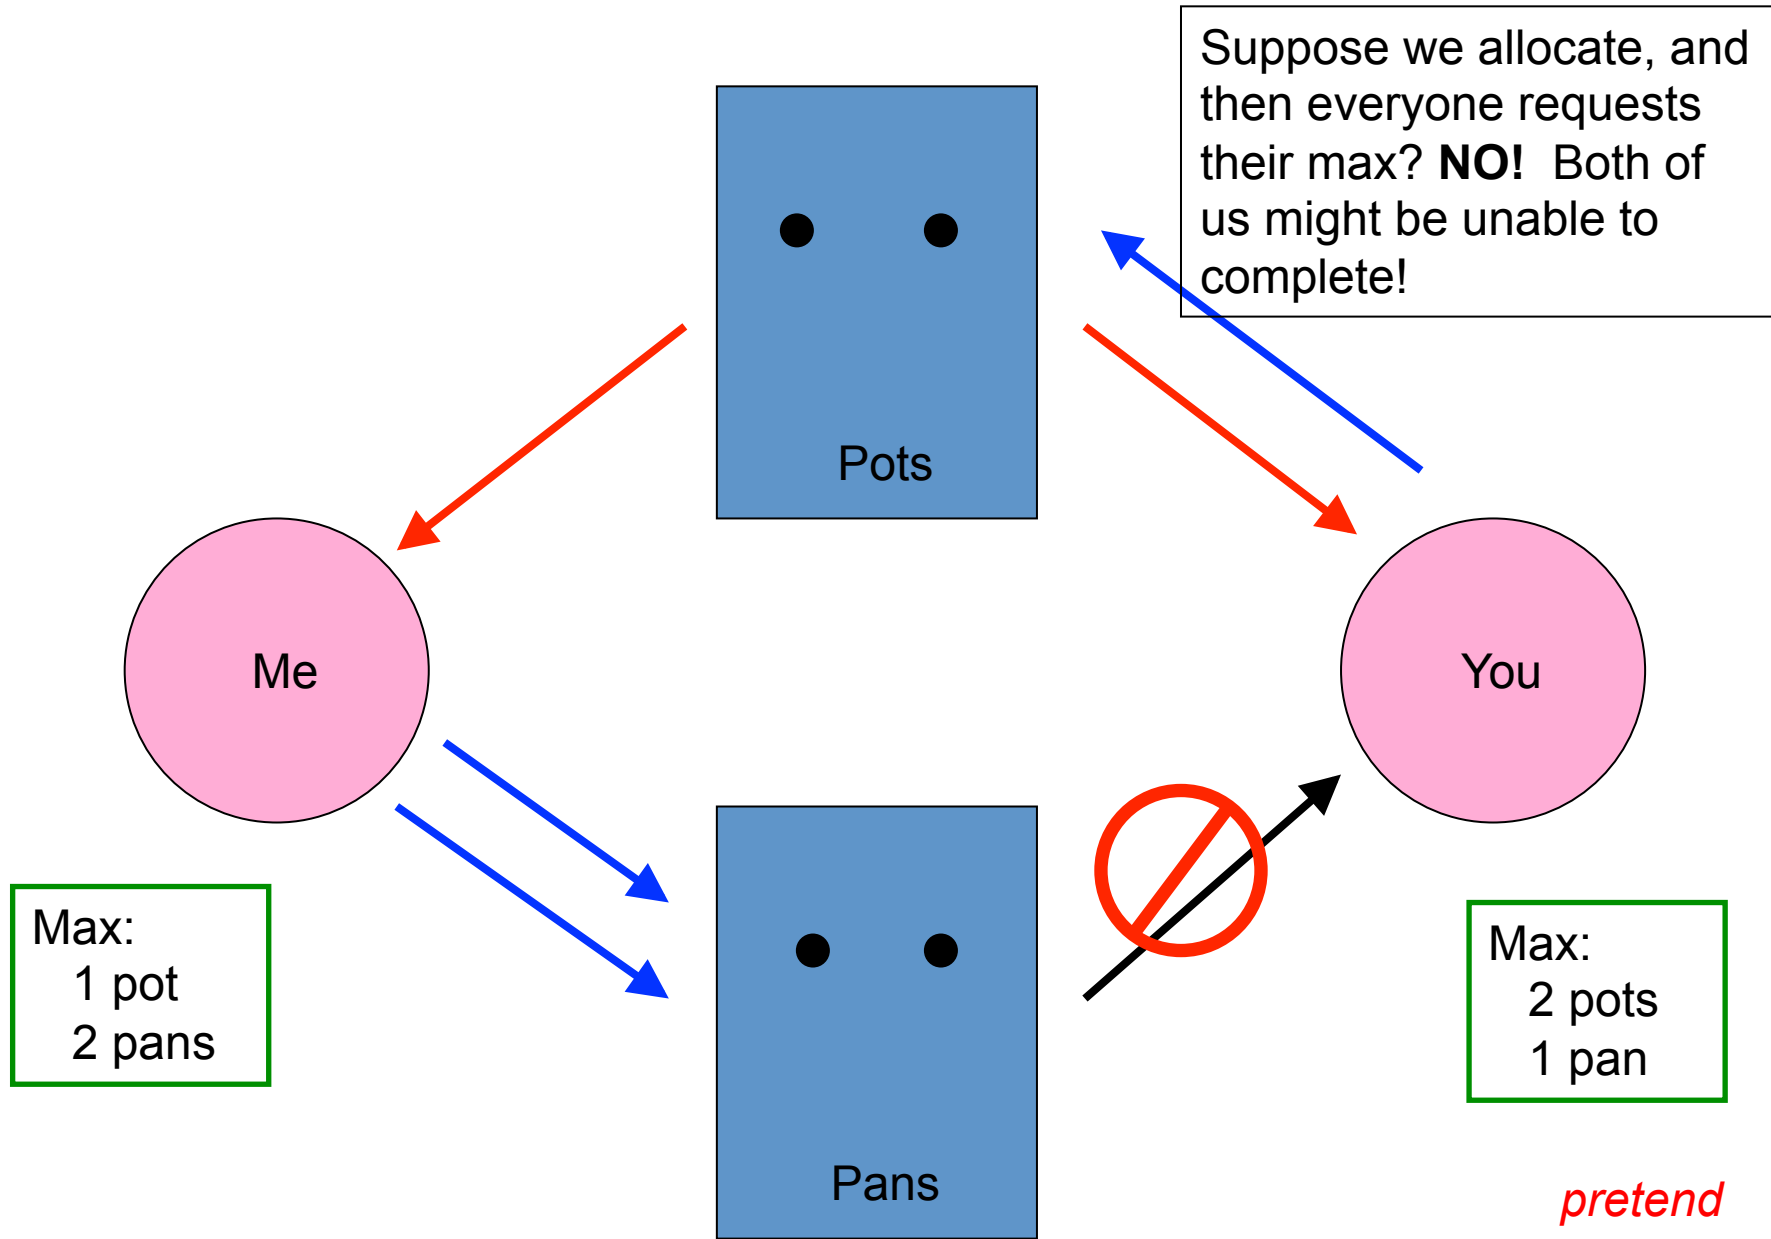 Suppose we allocate, and
then everyone requests
their max? NO!  Both of
us might be unable to
complete!
Pots
Me
You
Max:
1 pot
2 pans
Max:
2 pots
1 pan
Pans
pretend